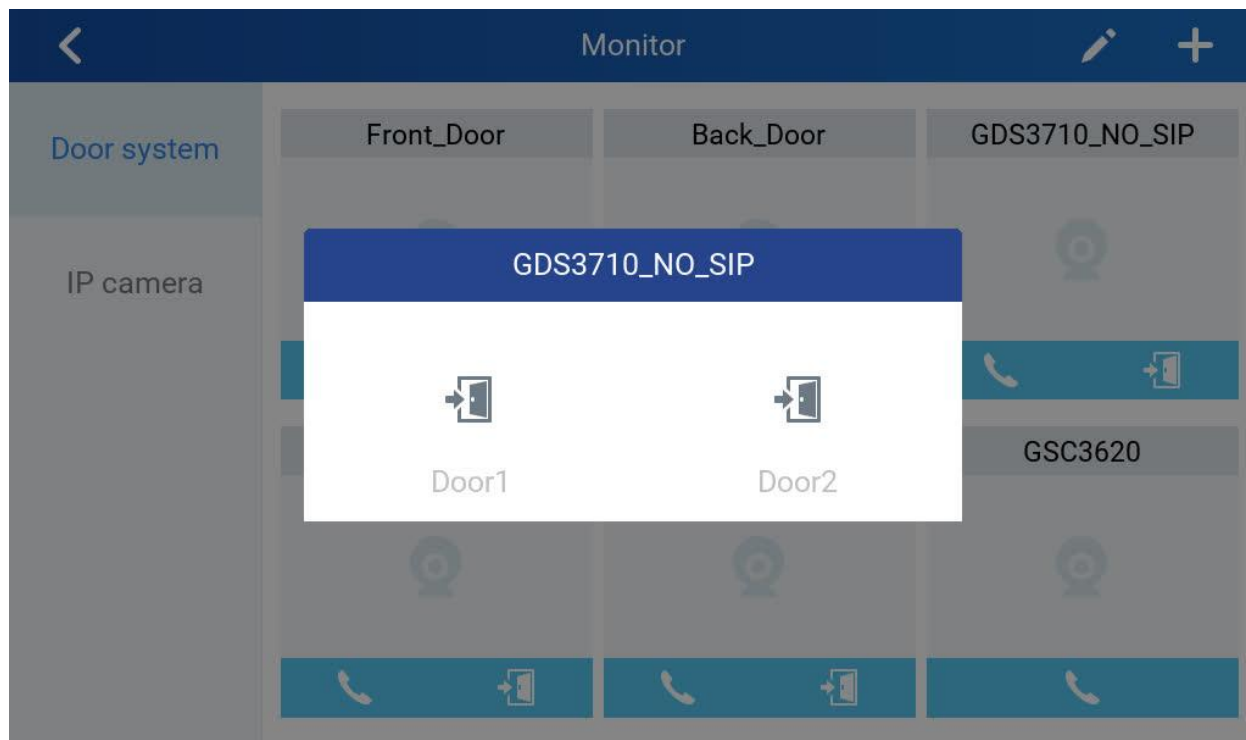 Monitor
Door system
IP camera
Front_Door
Back_Door
GDS3710_NO_SIP
GDS3710_NO_SIP
Door1
Door2
GSC3620